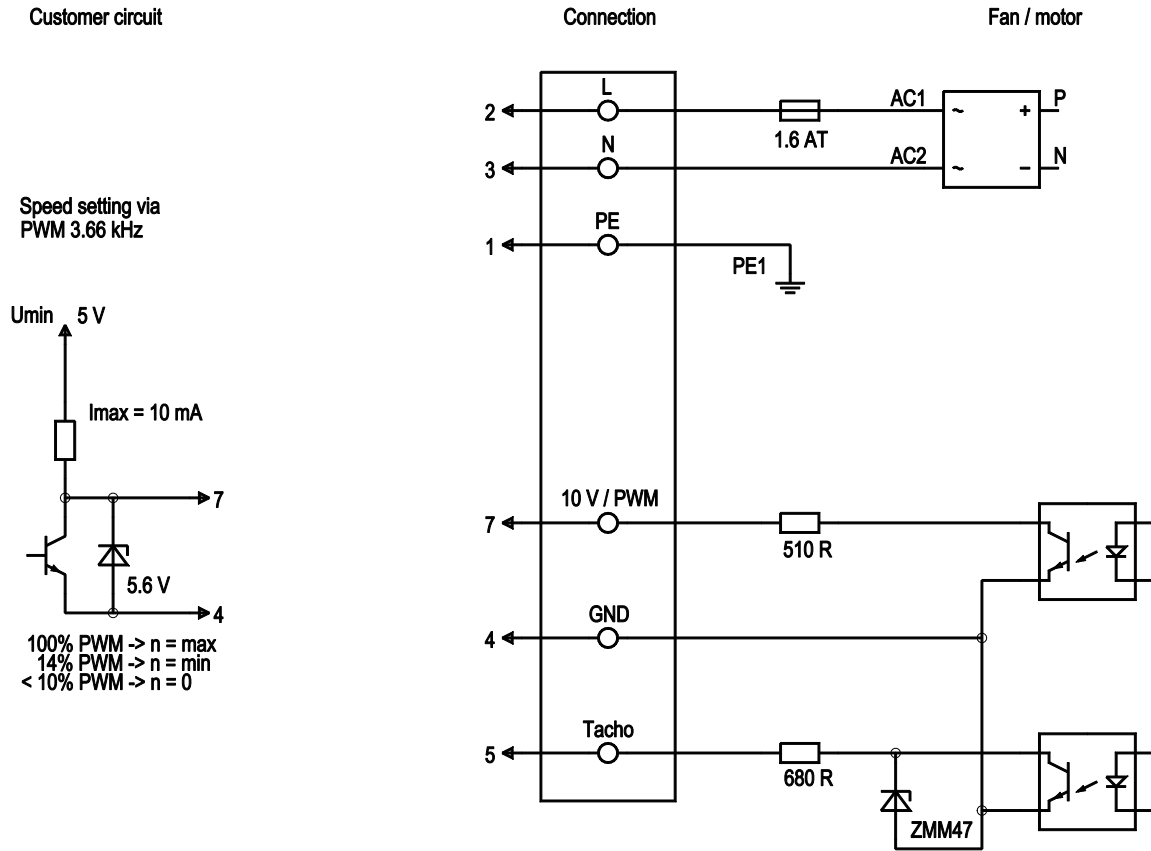 Customer circuit
Connection
Fan / motor
L
2
1.6 AT
AC1
~
+
P
N
3
AC2
~
–
N
Speed setting via
PWM 3.66 kHz
PE
1
PE1
Umin
5 V
Imax = 10 mA
7
5.6 V
4
100% PWM -> n = max
14% PWM -> n = min
< 10% PWM -> n = 0
10 V / PWM
7
510 R
GND
4
Tacho
5
680 R
ZMM47